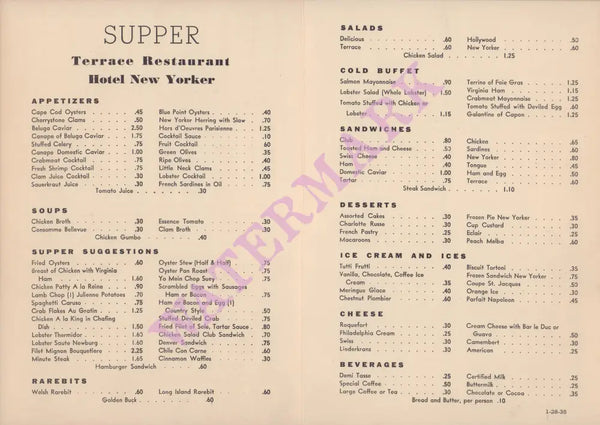 SUPPER
Terrace Restaurant
Hotel New Yorker
APPETIZERS
Cape Cod Oysters . . . . .45 Blue Point Oysters . . . . .40
Cherrystone Clams . . . . .50 New Yorker Herring with Slaw . .70
Beluga Caviar . . . . 2.50 Hors d'Oeuvres Parisienne . . 1.25
Canape of Beluga Caviar . . 1.75 Cocktail Sauce . . . . .10
Stuffed Celery . . . . .75 Fruit Cocktail . . . . .60
Canape Domestic Caviar . . 1.00 Green Olives . . . . .35
Crabmeat Cocktail . . . . .75 Ripe Olives . . . . .40
Fresh Shrimp Cocktail . . . .75 Little Neck Clams . . . . .45
Clam Juice Cocktail . . . . .30 Lobster Cocktail . . . . 1.00
Sauerkraut Juice . . . . .30 French Sardines in Oil . . . .75
Tomato Juice . . . . .30
SOUPS
Chicken Broth . . . . .30 Essence Tomato . . . . .30
Consomme Bellevue . . . . .30 Clam Broth . . . . .30
Chicken Gumbo . . . . .40
SUPPER SUGGESTIONS
Fried Oysters . . . . .60 Oyster Stew (Half & Half) . . .75
Breast of Chicken with Virginia Oyster Pan Roast . . . . .75
Ham . . . . 1.60 Yo Mein Chop Suey . . . . .75
Chicken Patty A la Reine . . .90 Scrambled Eggs with Sausages
Lamb Chop (1) Julienne Potatoes .70 Ham or Bacon . . . . .75
Spaghetti Caruso . . . . .75 Ham or Bacon and Egg (1)
Crab Flakes Au Gratin . . 1.25 Country Style . . . . .50
Chicken A la King in Chafing Stuffed Deviled Crab . . . .75
Dish . . . . 1.50 Fried Filet of Sole, Tartar Sauce . .80
Lobster Thermidor . . . . 1.60 Chicken Salad Club Sandwich . .70
Lobster Saute Newburg . . 1.60 Denver Sandwich . . . . .75
Filet Mignon Bouquetiere . . 2.25 Chile Con Carne . . . . .60
Minute Steak . . . . 1.65 Cinnamon Waffles . . . . .30
Hamburger Sandwich . . . . .60
RAREBITS
Welsh Rarebit . . . . .60 Long Island Rarebit . . . . .60
Golden Buck . . . . .60
SALADS
Delicious . . . . .60 Hollywood . . . . .50
Terrace . . . . .60 New Yorker . . . . .60
Chicken Salad . . . . 1.25
COLD BUFFET
Salmon Mayonnaise . . . . .90 Terrine of Foie Gras . . 1.25
Lobster Salad (Whole Lobster) . 1.50 Virginia Ham . . . . 1.15
Tomato Stuffed with Chicken or Crabmeat Mayonnaise . . 1.25
Lobster . . . . 1.15 Tomato Stuffed with Deviled Egg .60
Galantine of Capon . . 1.25
SANDWICHES
Club . . . . .80 Chicken . . . . .65
Toasted Ham and Cheese . . .50 Sardines . . . . .60
Swiss Cheese . . . . .40 New Yorker . . . . .80
Ham . . . . .40 Tongue . . . . .45
Domestic Caviar . . . . 1.00 Ham and Egg . . . . .50
Tartar . . . . .75 Terrace . . . . .60
Steak Sandwich . . . . 1.10
DESSERTS
Assorted Cakes . . . . .30 Frozen Pie New Yorker . . . .35
Charlotte Russe . . . . .30 Cup Custard . . . . .30
French Pastry . . . . .25 Eclair . . . . .25
Macaroons . . . . .30 Peach Melba . . . . .60
ICE CREAM AND ICES
Tutti Frutti . . . . .40 Biscuit Tortoni . . . . .35
Vanilla, Chocolate, Coffee Ice Frozen Sandwich New Yorker . .75
Cream . . . . .35 Coupe St. Jacques . . . . .50
Meringue Glace . . . . .40 Orange Ice . . . . .30
Chestnut Plombier . . . . .60 Parfait Napoleon . . . . .45
CHEESE
Roquefort . . . . .30 Cream Cheese with Bar le Duc or
Philadelphia Cream . . . . .25 Guava . . . . .50
Swiss . . . . .30 Camembert . . . . .30
Liederkranz . . . . .30 American . . . . .25
BEVERAGES
Demi Tasse . . . . .25 Certified Milk . . . . .25
Special Coffee . . . . .50 Buttermilk . . . . .25
Large Coffee or Tea . . . . .30 Chocolate or Cocoa . . . . .35
Bread and Butter, per person .10
1-28-35
WATERMARK